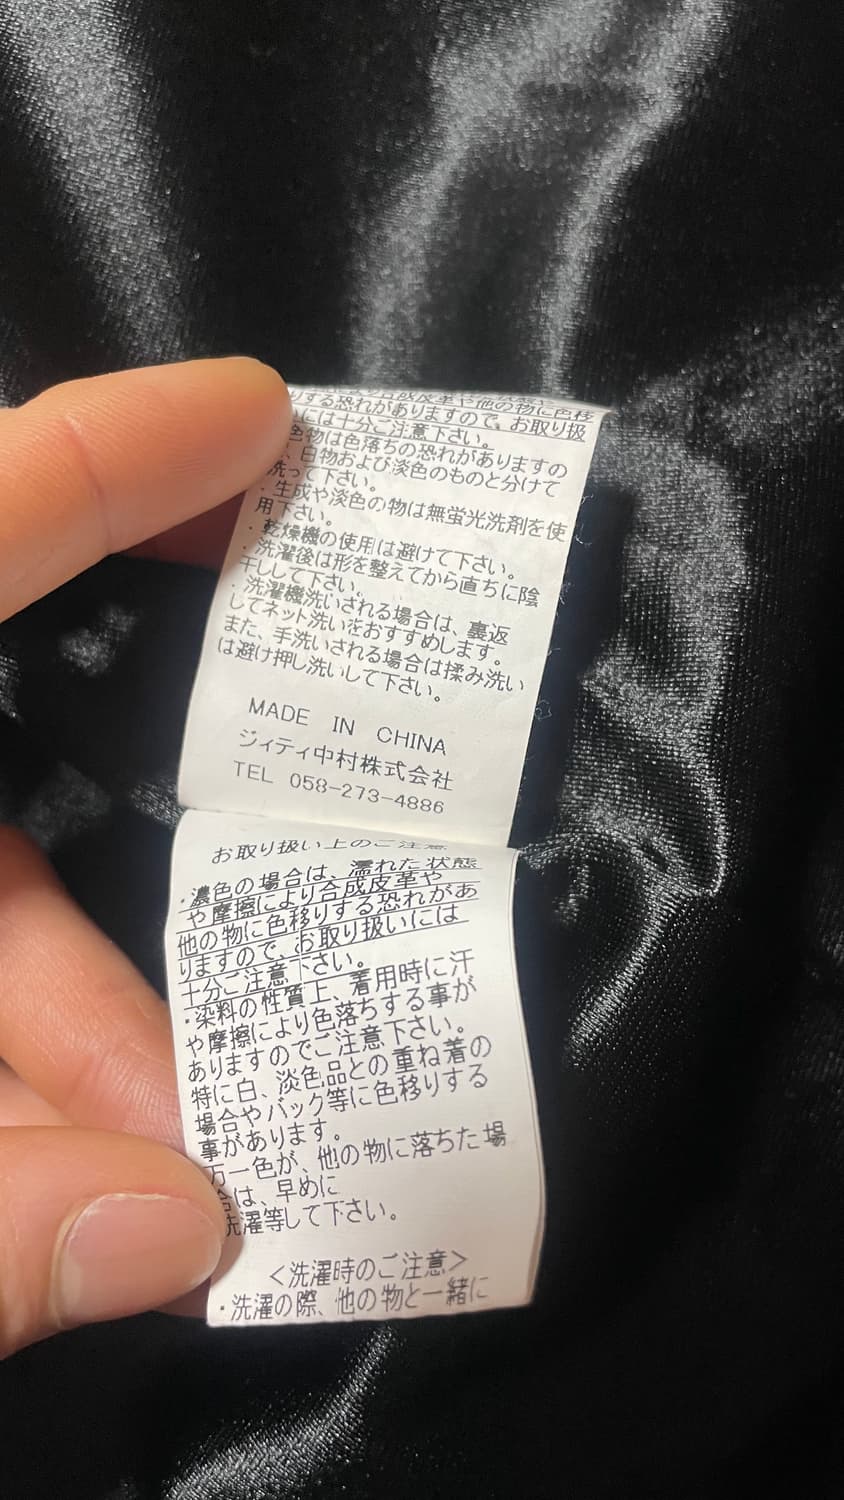 合成皮革や他の物に色移
りする恐れがありますので、お取り扱
いには十分ご注意下さい。
色物は色落ちの恐れがありますの
、白物および淡色のものと分けて
洗って下さい。
・生成や淡色の物は無蛍光洗剤を使
用下さい。
・乾燥機の使用は避けて下さい。
・洗濯後は形を整えてから直ちに陰
干しして下さい。
・洗濯機洗いされる場合は、裏返
してネット洗いをおすすめします。
また、手洗いされる場合は揉み洗い
は避け押し洗いして下さい。
MADE IN CHINA
ジィティ中村株式会社
TEL 058-273-4886
お取り扱い上のご注意
・濃色の場合は、濡れた状態
や摩擦により合成皮革や
他の物に色移りする恐れがあ
りますので、お取り扱いには
十分ご注意下さい。
・染料の性質上、着用時に汗
や摩擦により色落ちする事が
ありますのでご注意下さい。
特に白、淡色品との重ね着の
場合やバック等に色移りする
事があります。
万一色が、他の物に落ちた場
合は、早めに
洗濯等して下さい。
＜洗濯時のご注意＞
・洗濯の際、他の物と一緒に